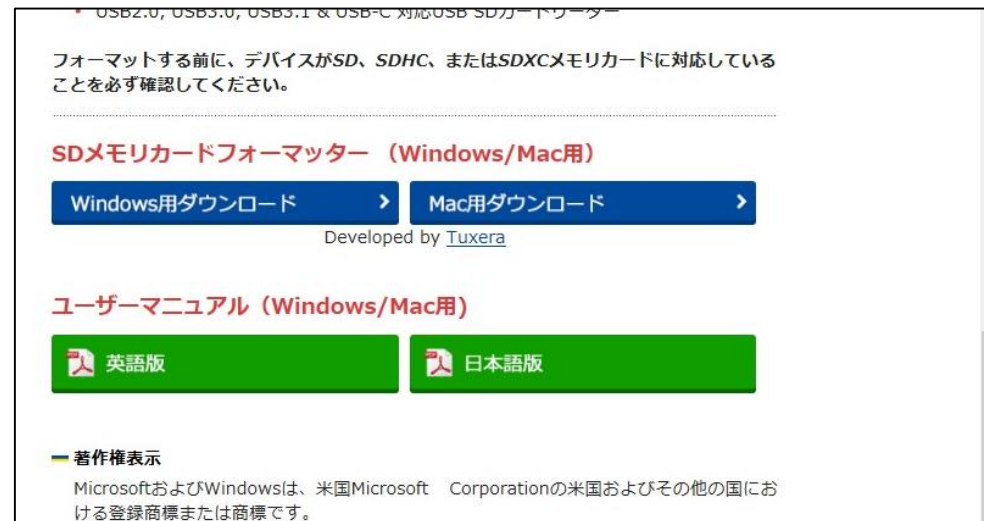 • USB2.0, USB3.0, USB3.1 & USB-C 対応USB SDカードリーダー
フォーマットする前に、デバイスがSD、SDHC、またはSDXCメモリカードに対応している
ことを必ず確認してください。
SDメモリカードフォーマッター （Windows/Mac用）
Windows用ダウンロード
Mac用ダウンロード
Developed by Tuxera
ユーザーマニュアル（Windows/Mac用)
英語版
日本語版
著作権表示
MicrosoftおよびWindowsは、米国Microsoft　Corporationの米国およびその他の国にお
ける登録商標または商標です。